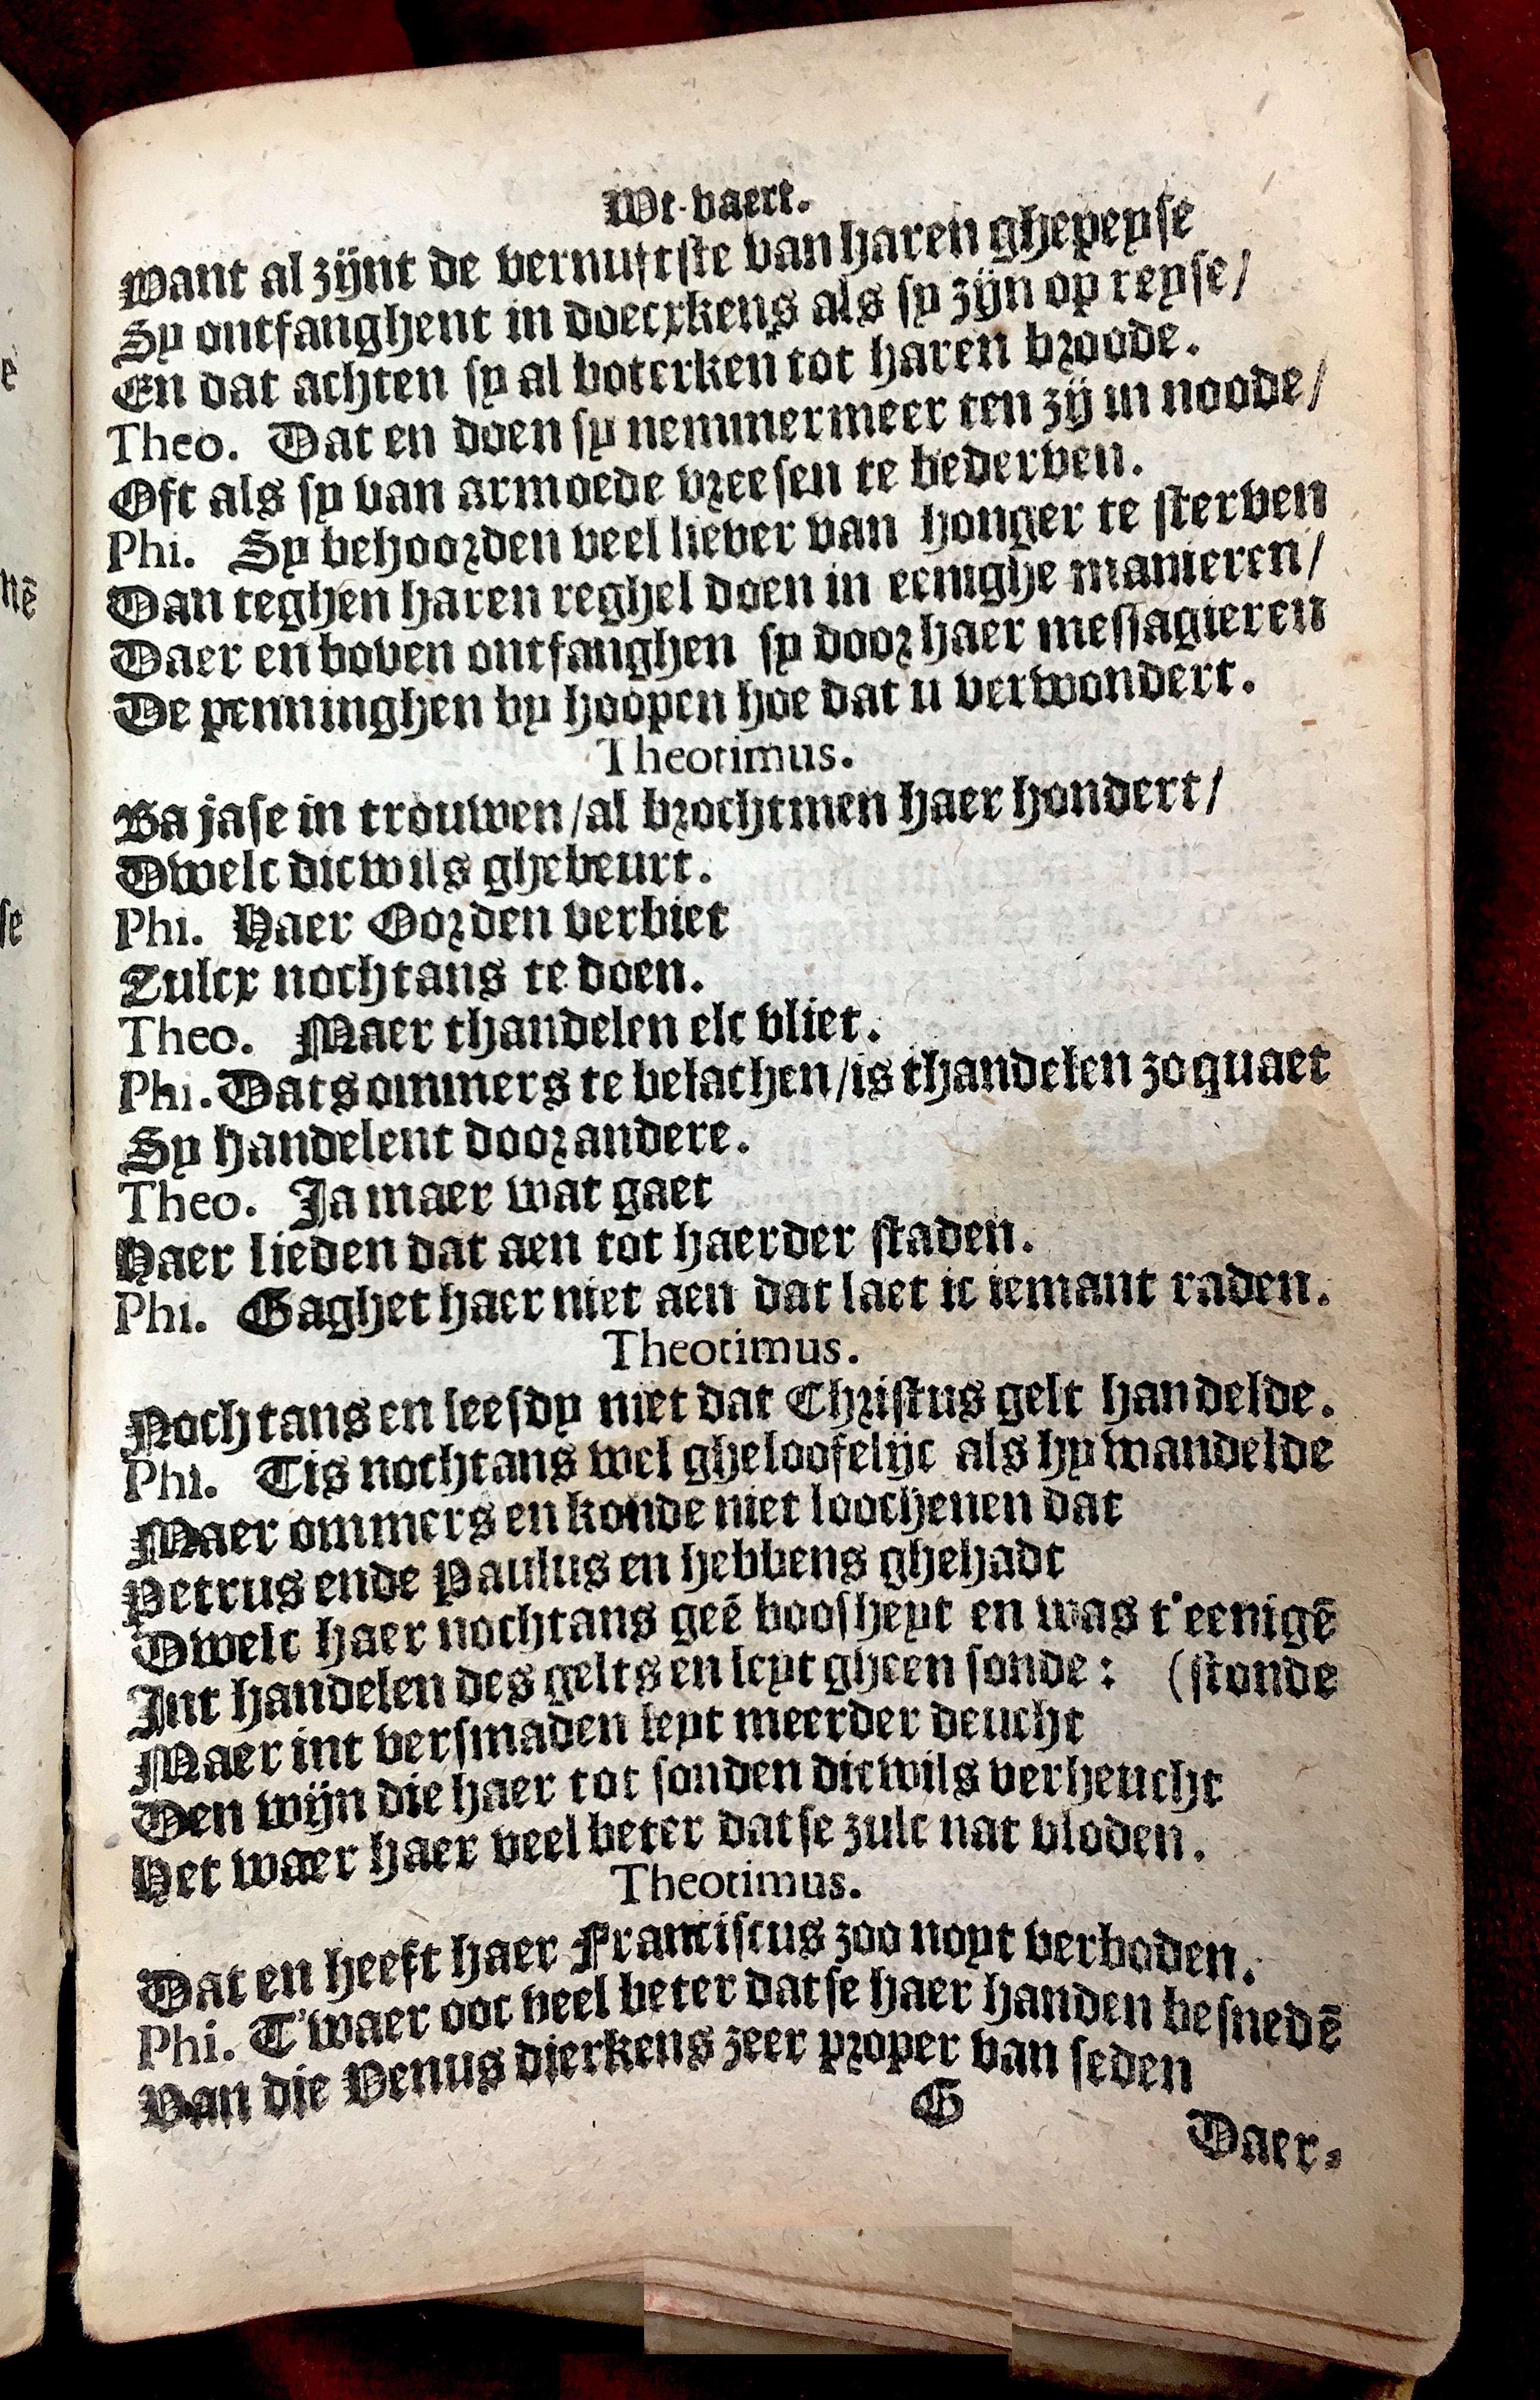 Wt-vaert.
Want al zijnt de vernuftste van haren ghepeyse
Sy ontfanghent in doecxkens als sy zijn op reyse/
En dat achten sy al boterken tot haren broode.
Theo. Dat en doen sy nemmermeer ten zij in noode/
Oft als sy van armoede vreesen te bederven.
Phi. Sy behoorden veel liever van honger te sterven
Dan teghen haren reghel doen in eenighe manieren/
Daer en boven ontfanghen sy door haer messagieren
De penninghen by hoopen hoe dat u verwondert.
Theotimus.
Ba jase in trouwen/al brochtmen haer hondert/
Dwelc dicwils ghebeurt.
Phi. Haer Oorden verbiet
Zulcx nochtans te doen.
Theo. Maer thandelen elc vliet.
Phi. Dats ommers te belachen/is thandelen zo quaet
Sy handelent door andere.
Theo. Ja maer wat gaet
Haer lieden dat aen tot haerder staden.
Phi. Gaghet haer niet aen dat laet ic iemant raden.
Theotimus.
Nochtans en leesdy niet dat Christus gelt handelde.
Phi. Tis nochtans wel gheloofelijc als hy wandelde
Maer ommers en konde niet loochenen dat
Petrus ende Paulus en hebbens ghehadt
Dwelc haer nochtans geē boosheyt en was t'eenigē
Int handelen des gelts en leyt gheen sonde: (stonde
Maer int versmaden leyt meerder deucht
Den wijn die haer tot sonden dicwils verheucht
Het waer haer veel beter datse zulc nat vloden.
Theotimus.
Dat en heeft haer Franciscus zoo noyt verboden.
Phi. T'waer ooc veel beter datse haer handen besnedē
Van die Venus dierkens zeer proper van seden
G
Daer-